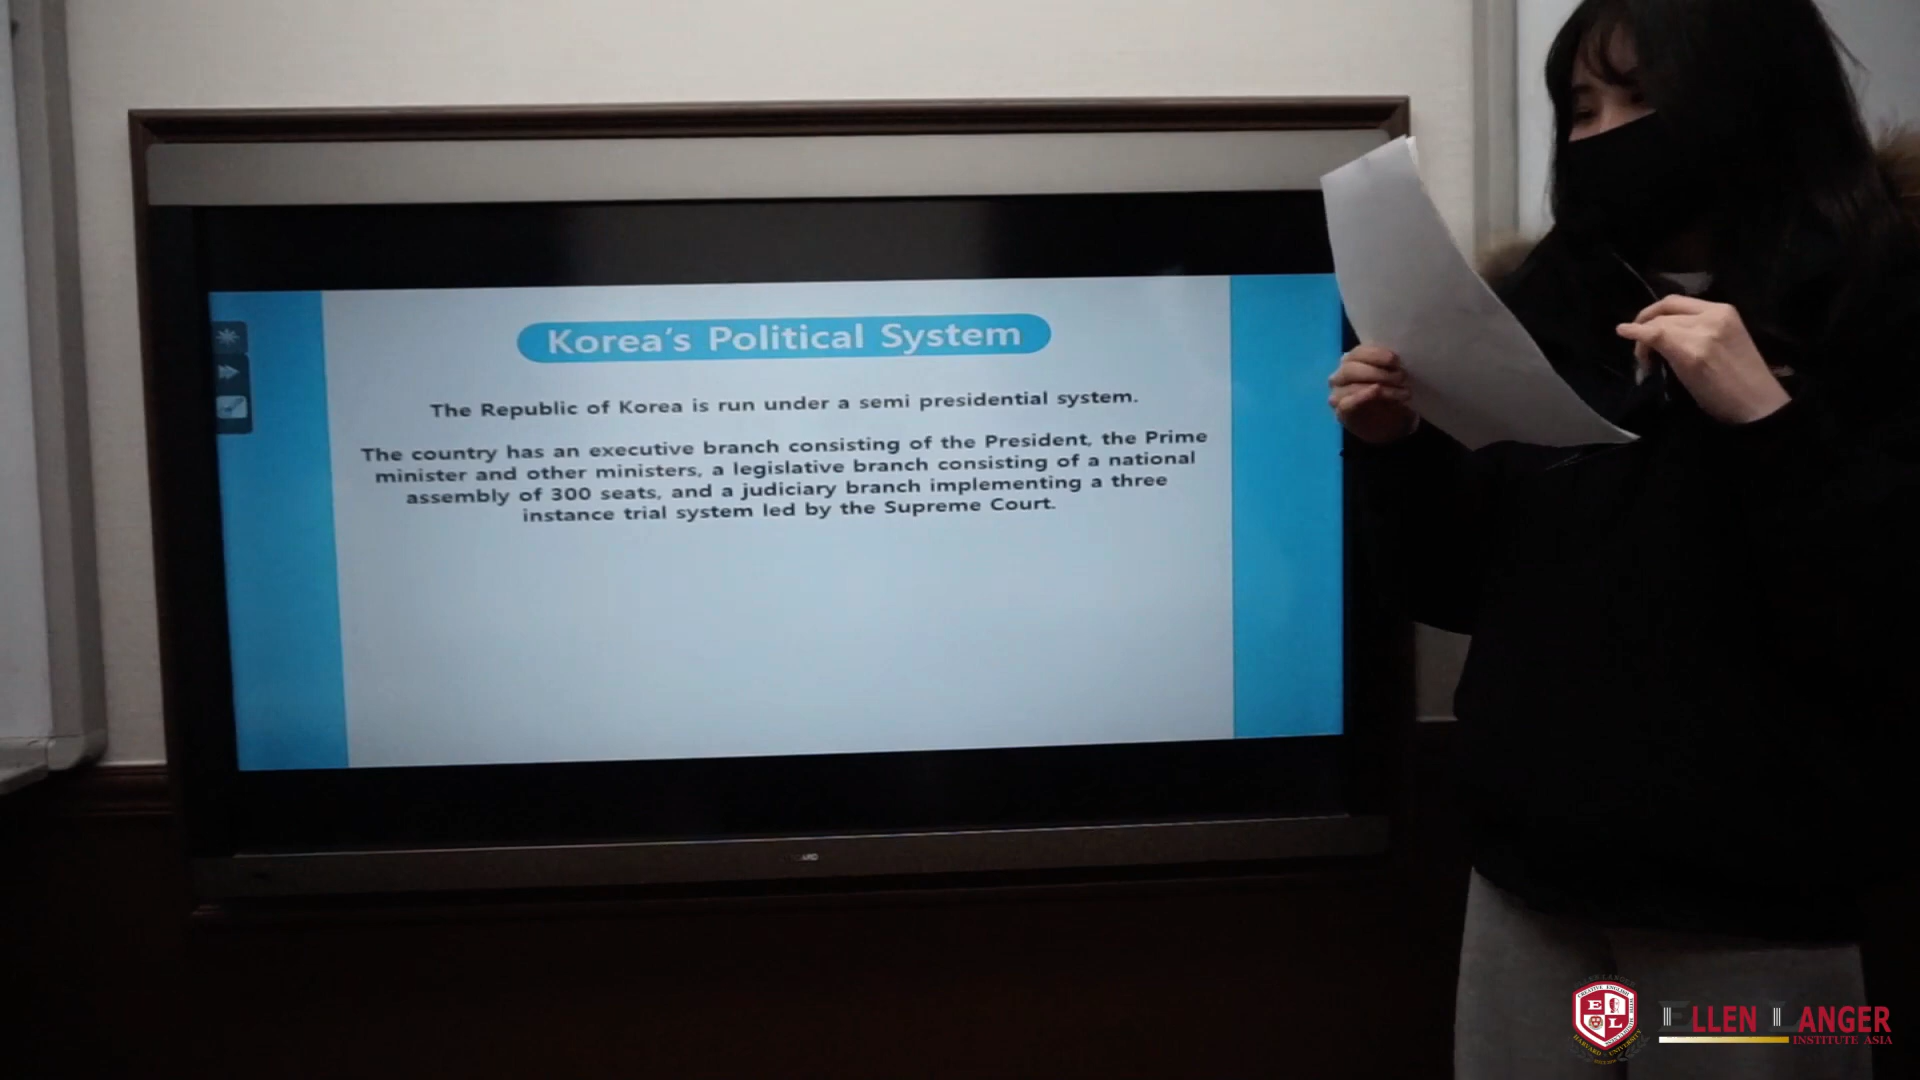 Korea's Political System
The Republic of Korea is run under a semi presidential system.
The country has an executive branch consisting of the President, the Prime
minister and other ministers, a legislative branch consisting of a national
assembly of 300 seats, and a judiciary branch implementing a three
instance trial system led by the Supreme Court.
E
L
ELLEN LANGER
INSTITUTE ASIA